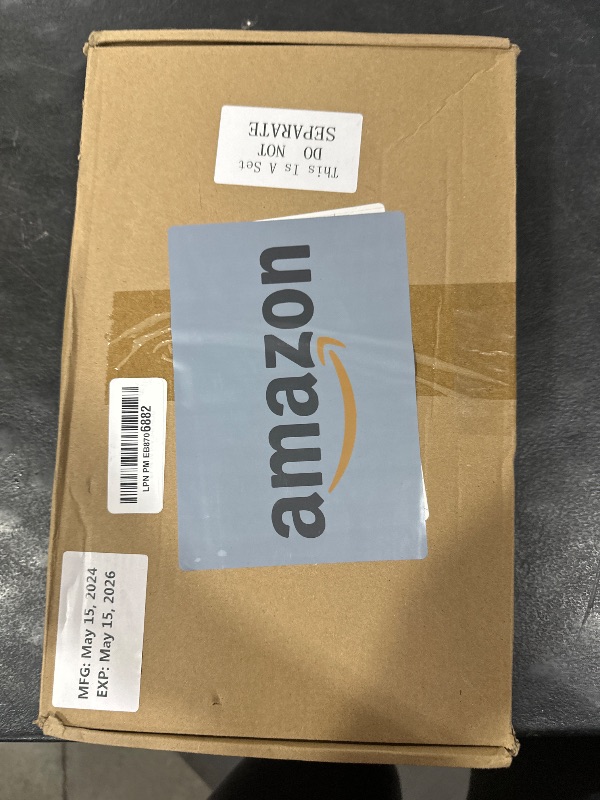 This Is A Set
DO NOT
SEPARATE
amazon
LPN PM EB8706882
MFG: May 15, 2024
EXP: May 15, 2026